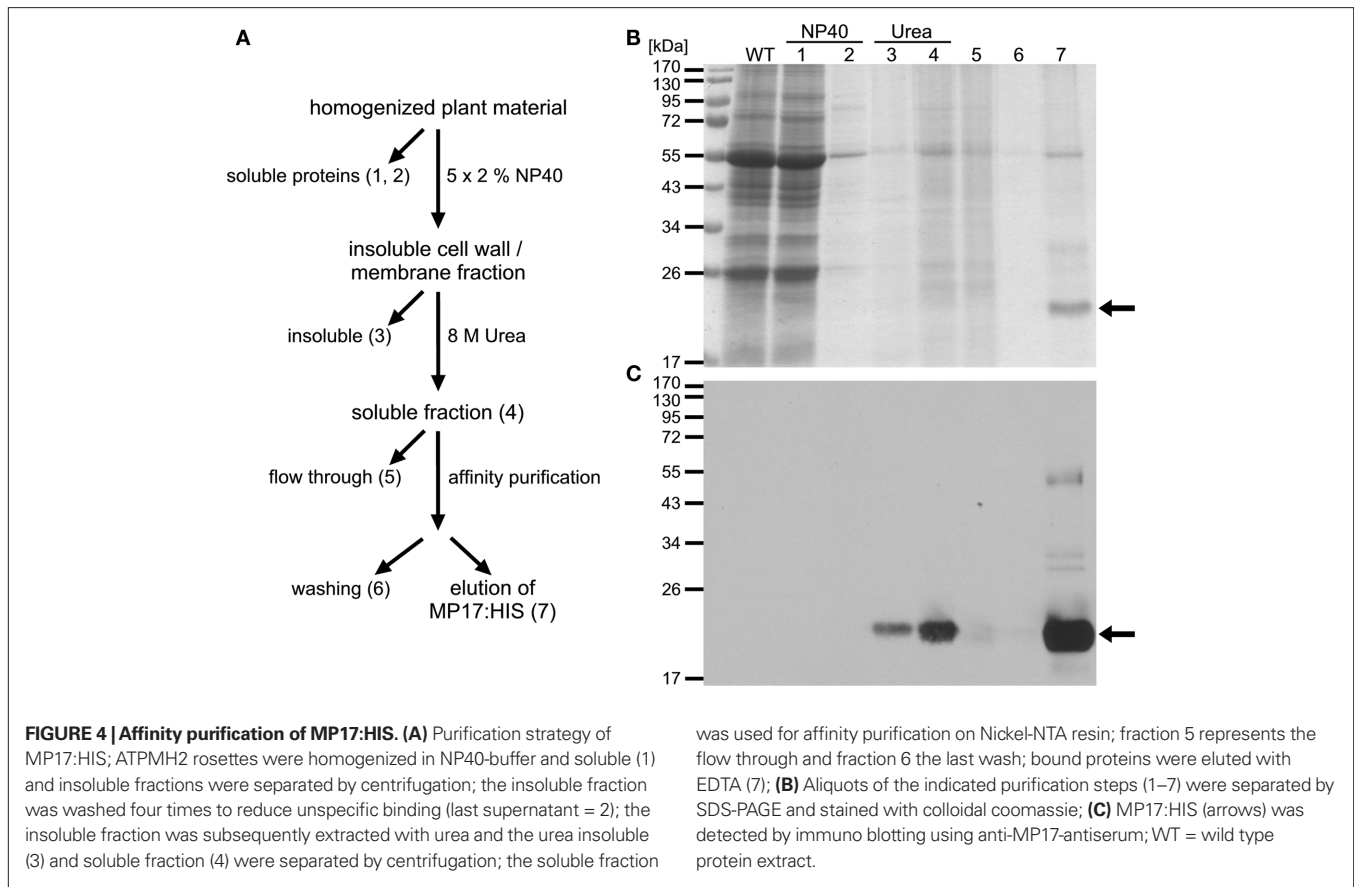 A
homogenized plant material
soluble proteins (1, 2)
5 x 2 % NP40
insoluble cell wall /
membrane fraction
insoluble (3)
8 M Urea
soluble fraction (4)
flow through (5)
affinity purification
washing (6)
elution of
MP17:HIS (7)
B
NP40
Urea
[kDa]
WT 1 2 3 4 5 6 7
170
130
95
72
55
43
34
26
17
C
170
130
95
72
55
43
34
26
17
FIGURE 4 | Affinity purification of MP17:HIS. (A) Purification strategy of
MP17:HIS; ATPMH2 rosettes were homogenized in NP40-buffer and soluble (1)
and insoluble fractions were separated by centrifugation; the insoluble fraction
was washed four times to reduce unspecific binding (last supernatant = 2); the
insoluble fraction was subsequently extracted with urea and the urea insoluble
(3) and soluble fraction (4) were separated by centrifugation; the soluble fraction
was used for affinity purification on Nickel-NTA resin; fraction 5 represents the
flow through and fraction 6 the last wash; bound proteins were eluted with
EDTA (7); (B) Aliquots of the indicated purification steps (1–7) were separated by
SDS-PAGE and stained with colloidal coomassie; (C) MP17:HIS (arrows) was
detected by immuno blotting using anti-MP17-antiserum; WT = wild type
protein extract.